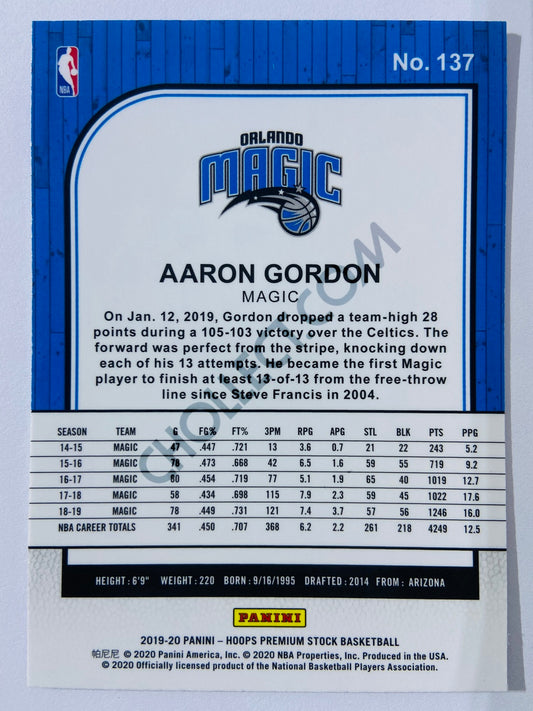 NBA
No. 137
ORLANDO
MAGIC
AARON GORDON
MAGIC
On Jan. 12, 2019, Gordon dropped a team-high 28
points during a 105-103 victory over the Celtics. The
forward was perfect from the stripe, knocking down
each of his 13 attempts. He became the first Magic
player to finish at least 13-of-13 from the free-throw
line since Steve Francis in 2004.
CHOLLECT.COM
SEASON TEAM G FG% FT% 3PM RPG APG STL BLK PTS PPG
14-15 MAGIC 47 .447 .721 13 3.6 0.7 21 22 243 5.2
15-16 MAGIC 78 .473 .668 42 6.5 1.6 59 55 719 9.2
16-17 MAGIC 80 .454 .719 77 5.1 1.9 65 40 1019 12.7
17-18 MAGIC 58 .434 .698 115 7.9 2.3 59 45 1022 17.6
18-19 MAGIC 78 .449 .731 121 7.4 3.7 57 56 1246 16.0
NBA CAREER TOTALS 341 .450 .707 368 6.2 2.2 261 218 4249 12.5
HEIGHT: 6'9" WEIGHT: 220 BORN: 9/16/1995 DRAFTED: 2014 FROM: ARIZONA
PANINI
2019-20 PANINI – HOOPS PREMIUM STOCK BASKETBALL
帕尼尼 © 2020 Panini America, Inc. © 2020 NBA Properties, Inc. Produced in the USA.
© 2020 Officially licensed product of the National Basketball Players Association.